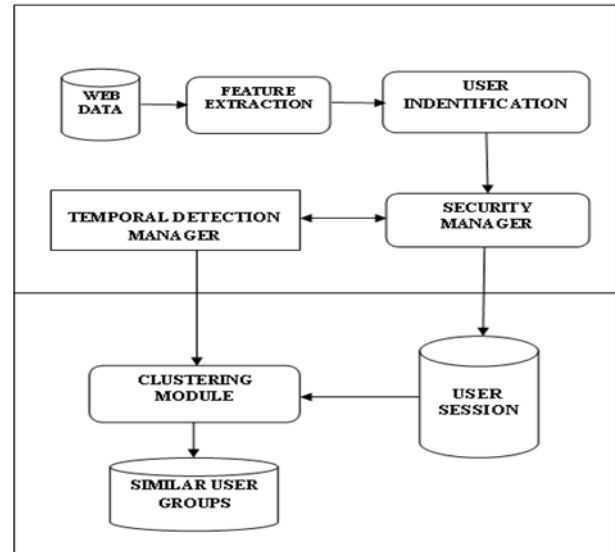 WEB
DATA
FEATURE
EXTRACTION
USER
INDENTIFICATION
TEMPORAL DETECTION
MANAGER
SECURITY
MANAGER
CLUSTERING
MODULE
USER
SESSION
SIMILAR USER
GROUPS